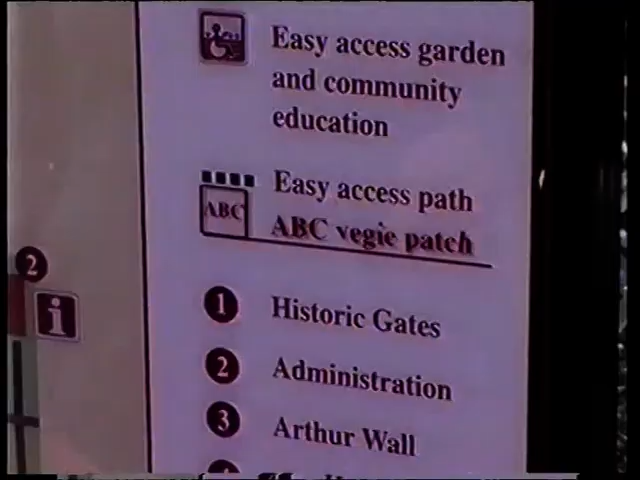 Easy access garden
and community
education
Easy access path
ABC
ABC vegie patch
2
i
1 Historic Gates
2 Administration
3 Arthur Wall